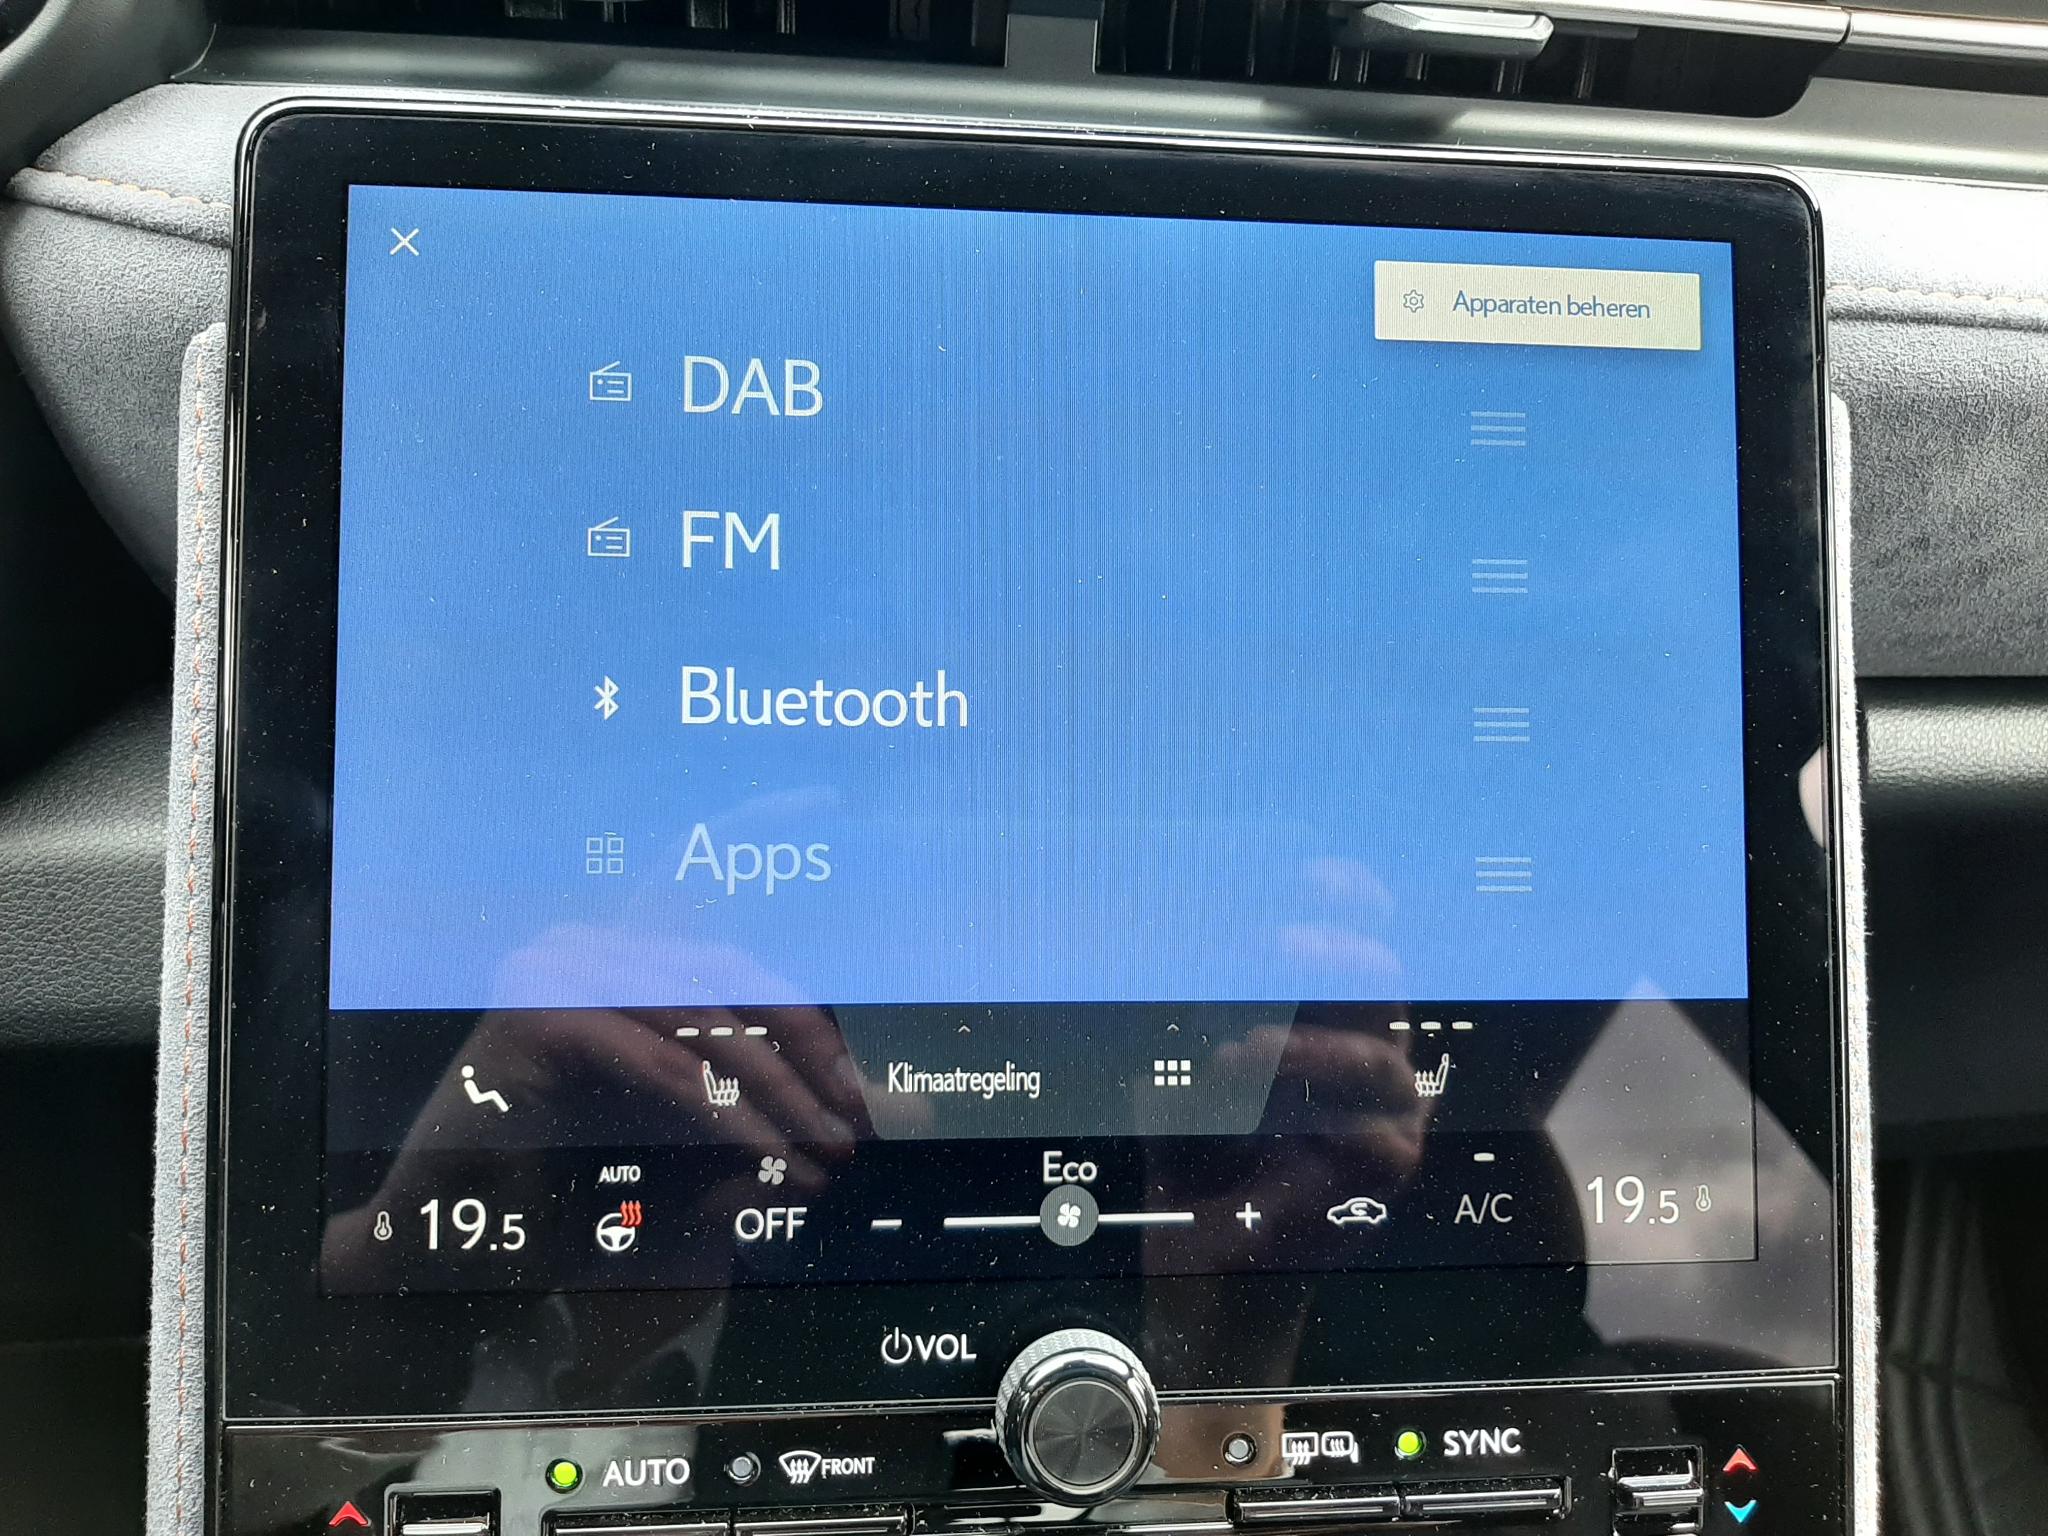 Apparaten beheren
DAB
FM
Bluetooth
Apps
Klimaatregeling
Eco
AUTO
19.5
OFF
A/C
19.5
VOL
AUTO
FRONT
SYNC